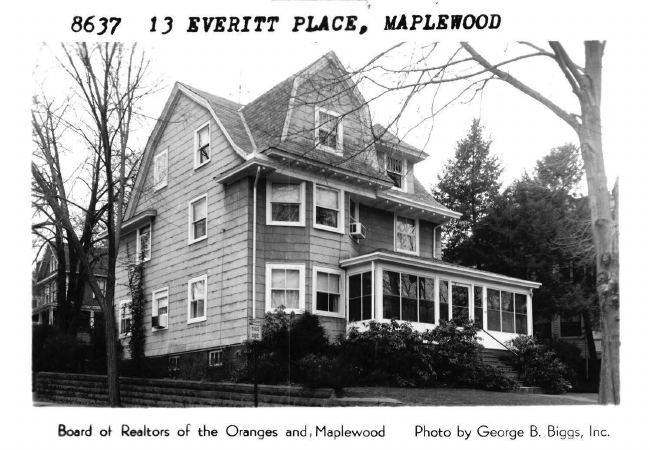 8637 13 EVERITT PLACE, MAPLEWOOD
Board of Realtors of the Oranges and, Maplewood Photo by George B. Biggs, Inc.